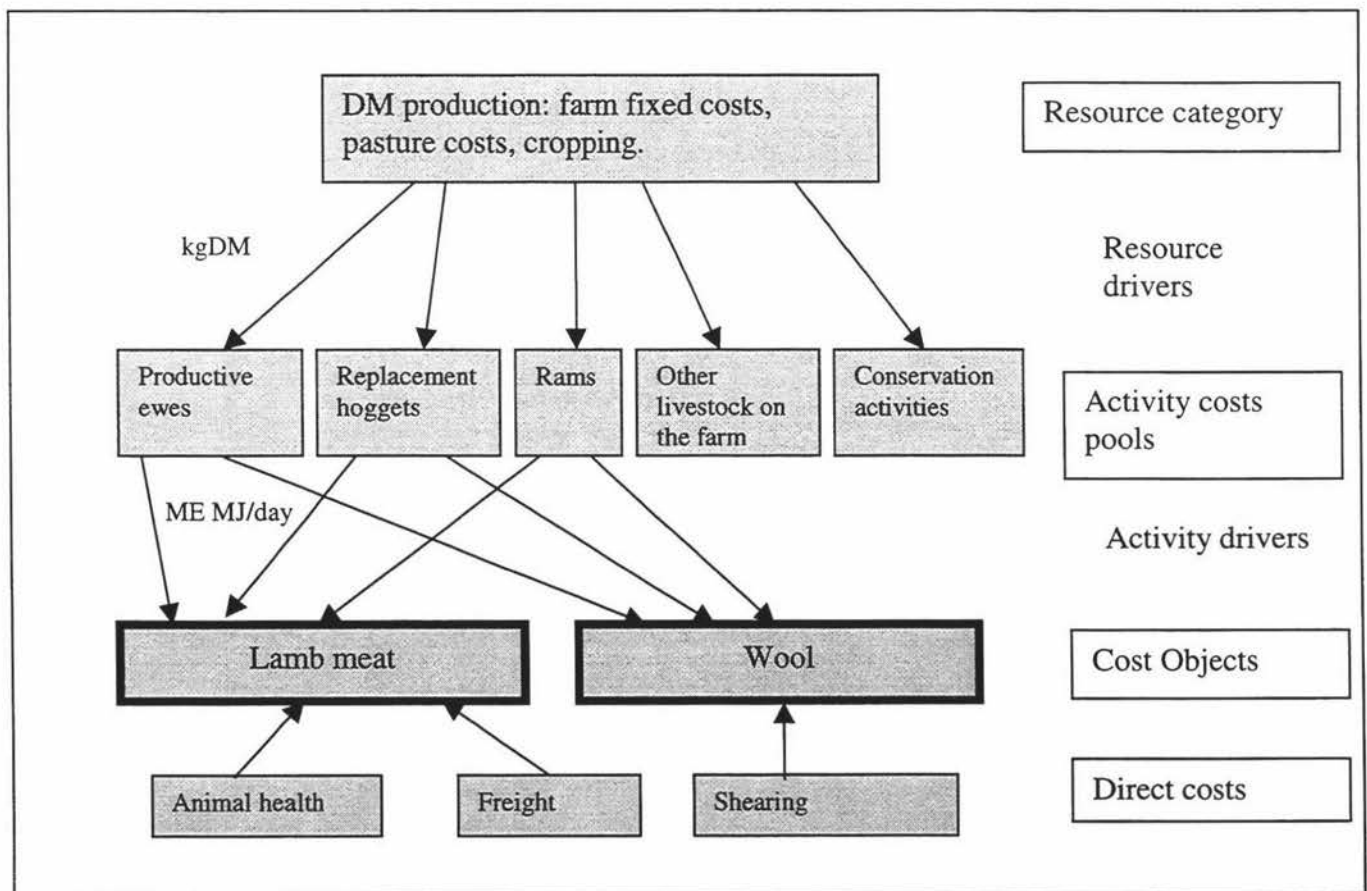 DM production: farm fixed costs,
pasture costs, cropping.
Resource category
kgDM
Resource
drivers
Productive
ewes
Replacement
hoggets
Rams
Other
livestock on
the farm
Conservation
activities
Activity costs
pools
ME MJ/day
Activity drivers
Lamb meat
Wool
Cost Objects
Animal health
Freight
Shearing
Direct costs